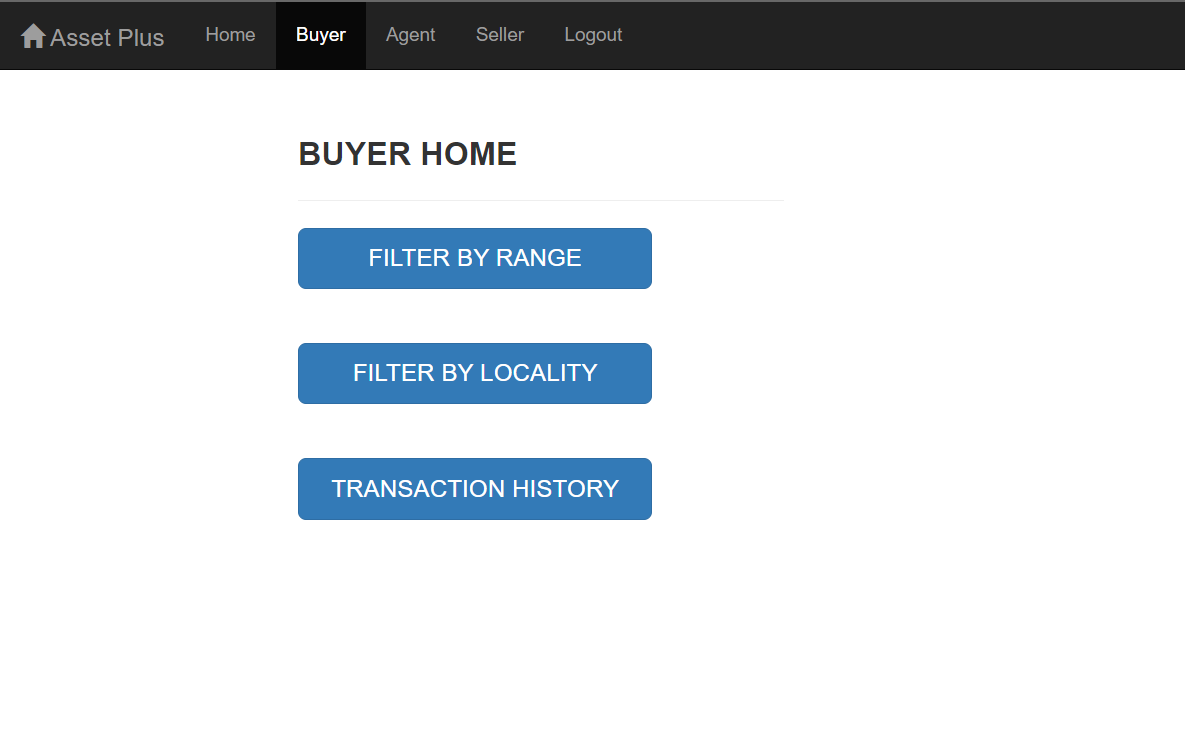 Asset Plus Home Buyer Agent Seller Logout
BUYER HOME
FILTER BY RANGE
FILTER BY LOCALITY
TRANSACTION HISTORY